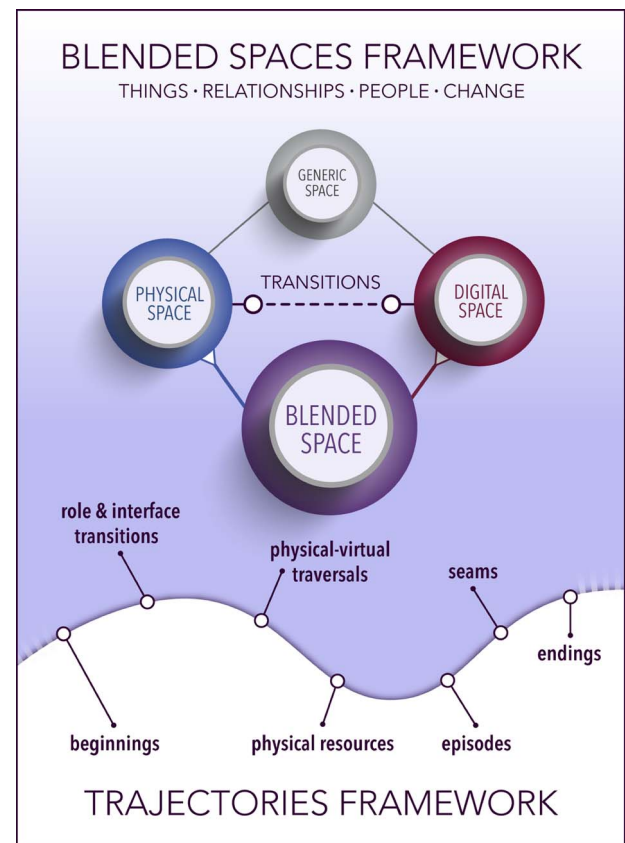 BLENDED SPACES FRAMEWORK
THINGS · RELATIONSHIPS · PEOPLE · CHANGE
GENERIC
SPACE
TRANSITIONS
PHYSICAL
SPACE
DIGITAL
SPACE
BLENDED
SPACE
role & interface
transitions
physical-virtual
traversals
seams
endings
beginnings
physical resources
episodes
TRAJECTORIES FRAMEWORK